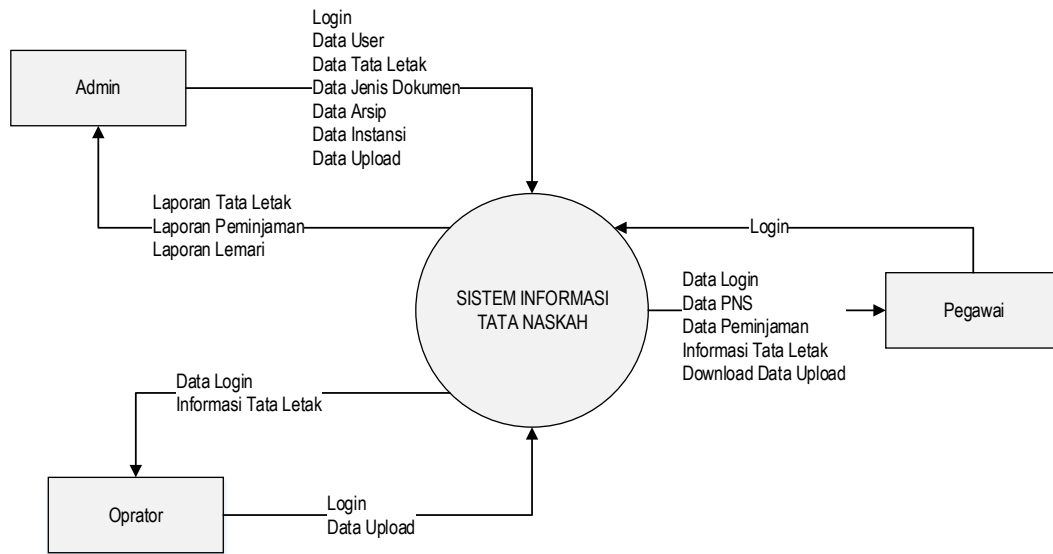 Login
Data User
Data Tata Letak
Data Jenis Dokumen
Data Arsip
Data Instansi
Data Upload
Admin
Laporan Tata Letak
Laporan Peminjaman
Laporan Lemari
Login
SISTEM INFORMASI
TATA NASKAH
Data Login
Data PNS
Data Peminjaman
Informasi Tata Letak
Download Data Upload
Pegawai
Data Login
Informasi Tata Letak
Oprator
Login
Data Upload